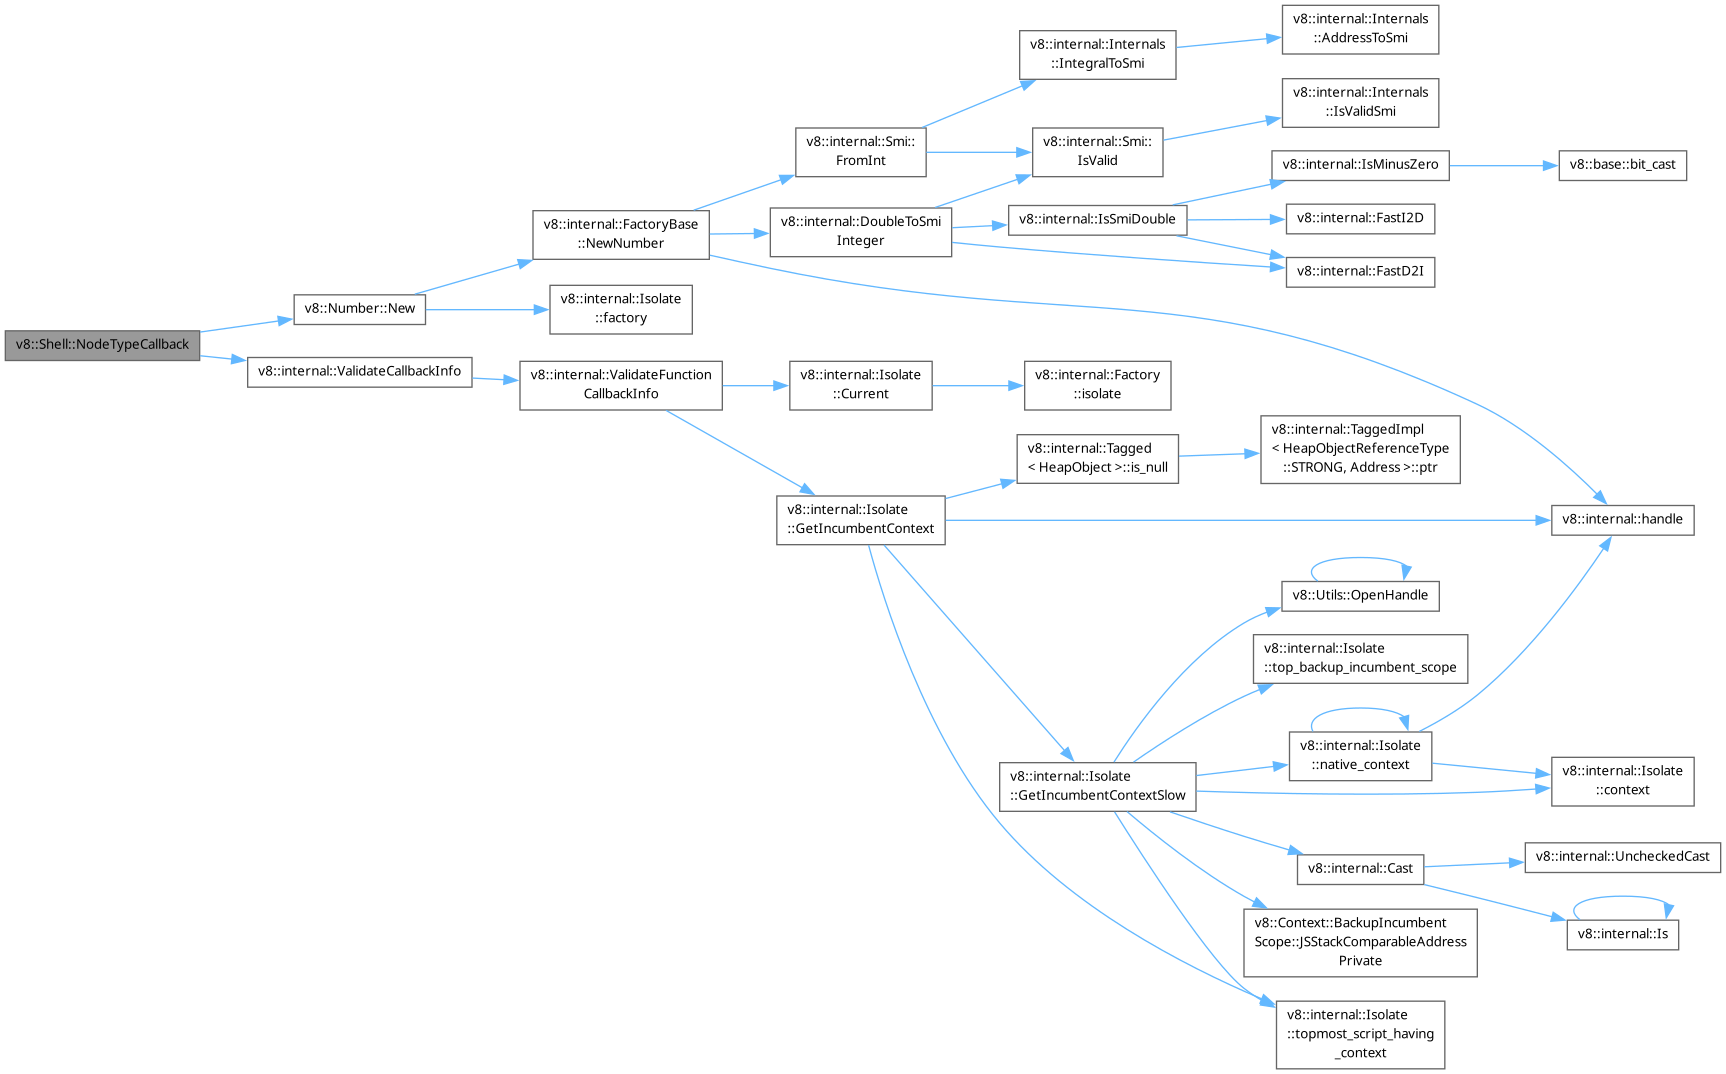 v8::Shell::NodeTypeCallback
v8::Number::New
v8::internal::FactoryBase
::NewNumber
v8::internal::Smi::
FromInt
v8::internal::Internals
::IntegralToSmi
v8::internal::Internals
::AddressToSmi
v8::internal::Smi::
IsValid
v8::internal::Internals
::IsValidSmi
v8::internal::DoubleToSmi
Integer
v8::internal::IsSmiDouble
v8::internal::IsMinusZero
v8::base::bit_cast
v8::internal::FastI2D
v8::internal::FastD2I
v8::internal::Isolate
::factory
v8::internal::ValidateCallbackInfo
v8::internal::ValidateFunction
CallbackInfo
v8::internal::Isolate
::Current
v8::internal::Factory
::isolate
v8::internal::Isolate
::GetIncumbentContext
v8::internal::Tagged
< HeapObject >::is_null
v8::internal::TaggedImpl
< HeapObjectReferenceType
::STRONG, Address >::ptr
v8::internal::handle
v8::internal::Isolate
::GetIncumbentContextSlow
v8::Utils::OpenHandle
v8::internal::Isolate
::top_backup_incumbent_scope
v8::internal::Isolate
::native_context
v8::internal::Isolate
::context
v8::internal::Cast
v8::internal::UncheckedCast
v8::internal::Is
v8::Context::BackupIncumbent
Scope::JSStackComparableAddress
Private
v8::internal::Isolate
::topmost_script_having
_context